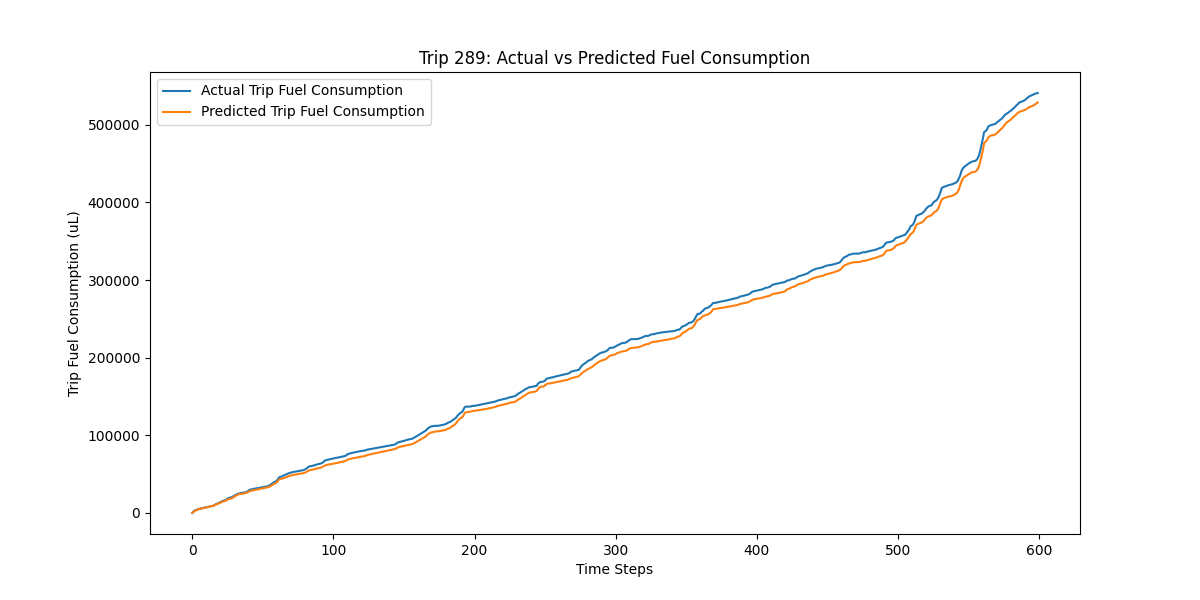 Trip 289: Actual vs Predicted Fuel Consumption
Actual Trip Fuel Consumption
Predicted Trip Fuel Consumption
Trip Fuel Consumption (uL)
500000
400000
300000
200000
100000
0
0 100 200 300 400 500 600
Time Steps